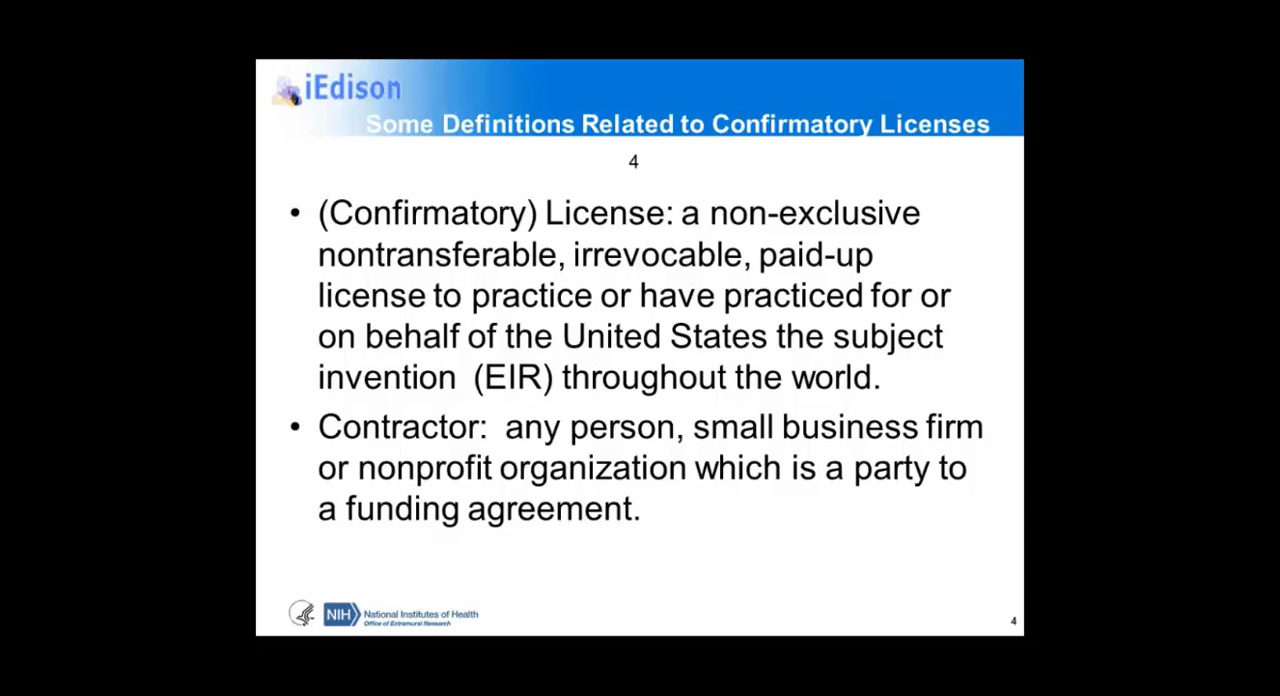 iEdison
Some Definitions Related to Confirmatory Licenses
4
• (Confirmatory) License: a non-exclusive
nontransferable, irrevocable, paid-up
license to practice or have practiced for or
on behalf of the United States the subject
invention  (EIR) throughout the world.
• Contractor:  any person, small business firm
or nonprofit organization which is a party to
a funding agreement.
NIH National Institutes of Health
Office of Extramural Research
4